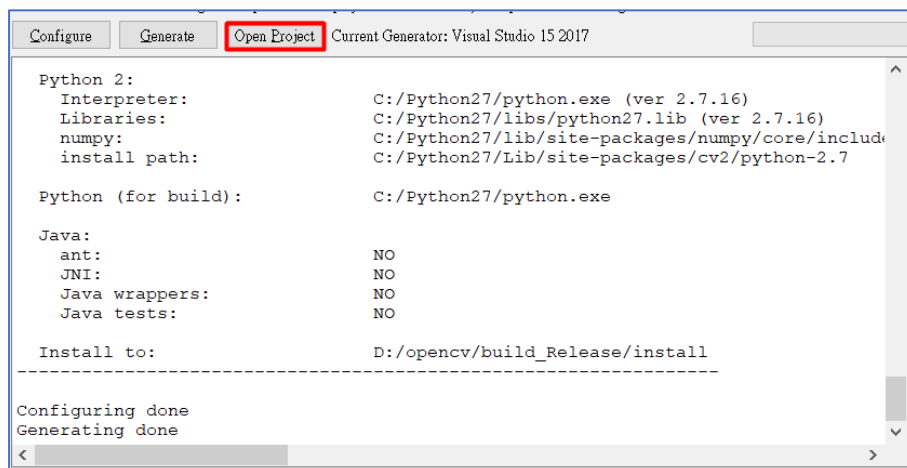 Configure Generate Open Project Current Generator: Visual Studio 15 2017
Python 2:
Interpreter: C:/Python27/python.exe (ver 2.7.16)
Libraries: C:/Python27/libs/python27.lib (ver 2.7.16)
numpy: C:/Python27/lib/site-packages/numpy/core/include
install path: C:/Python27/Lib/site-packages/cv2/python-2.7
Python (for build): C:/Python27/python.exe
Java:
ant: NO
JNI: NO
Java wrappers: NO
Java tests: NO
Install to: D:/opencv/build_Release/install
-----------------------------------------------------------------
Configuring done
Generating done